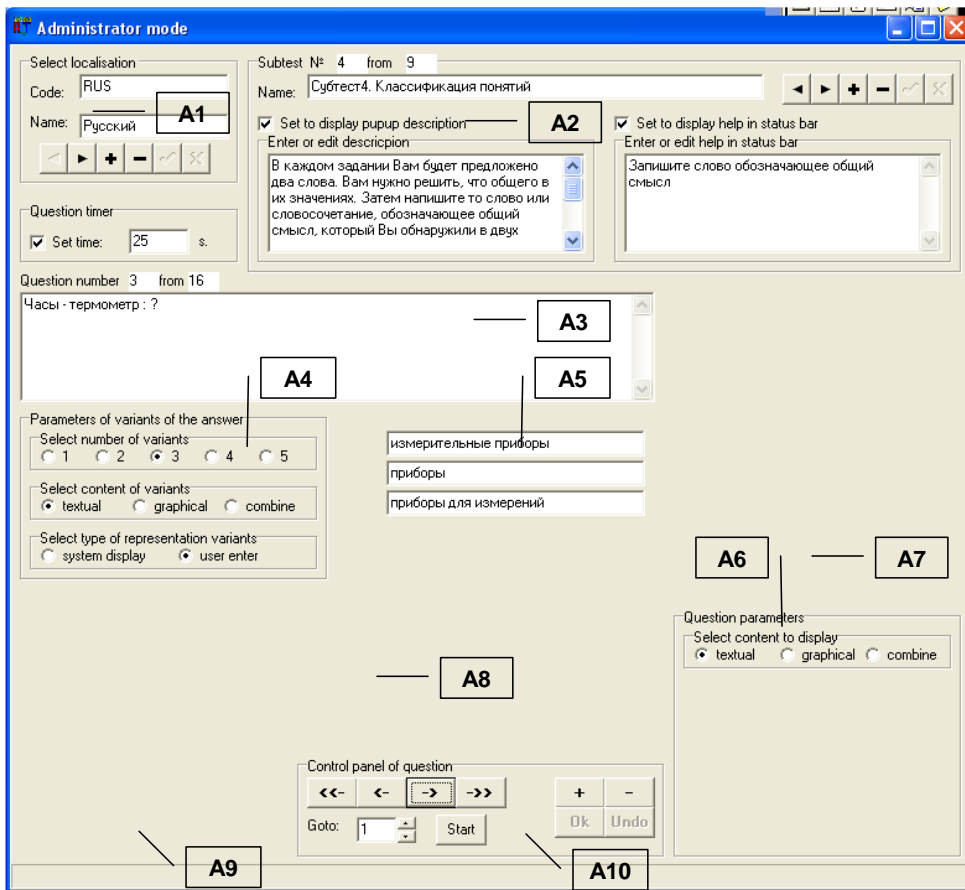 Administrator mode
Select localisation
Code: RUS
Name: Русский
A1
Subtest № 4 from 9
Name: Субтест4. Классификация понятий
Set to display pupup description
A2
Set to display help in status bar
Enter or edit descricpion
В каждом задании Вам будет предложено
два слова. Вам нужно решить, что общего в
их значениях. Затем напишите то слово или
словосочетание, обозначающее общий
смысл, который Вы обнаружили в двух
Enter or edit help in status bar
Запишите слово обозначающее общий
смысл
Question timer
Set time: 25 s.
Question number 3 from 16
Часы - термометр : ?
A3
A4
A5
Parameters of variants of the answer
Select number of variants
1 2 3 4 5
Select content of variants
textual graphical combine
Select type of representation variants
system display user enter
измерительные приборы
приборы
приборы для измерений
A6
A7
Question parameters
Select content to display
textual graphical combine
A8
Control panel of question
<<- <- -> ->>
+ -
Goto: 1 Start
Ok Undo
A9
A10